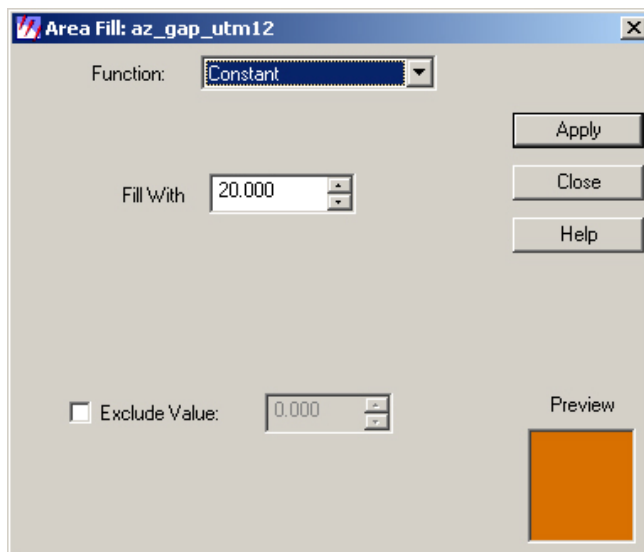 Area Fill: az_gap_utm12
Function: Constant
Apply
Fill With 20.000
Close
Help
Exclude Value: 0.000
Preview